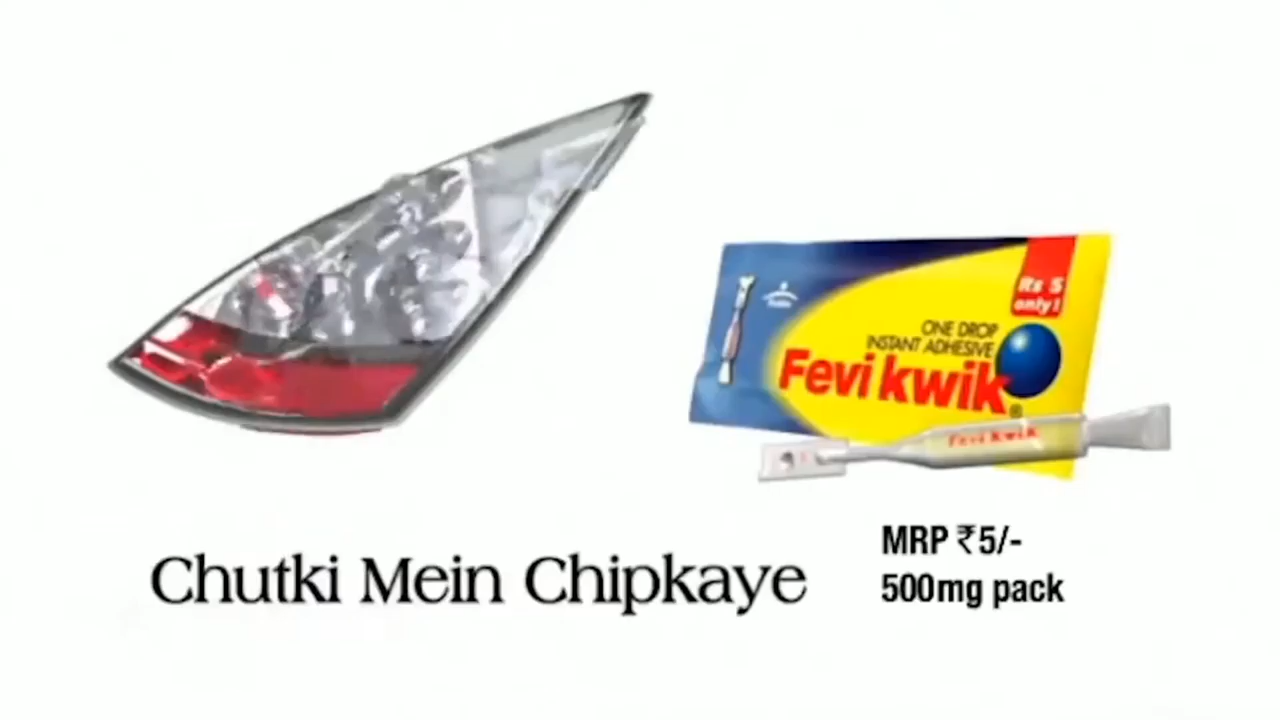 Rs 5
only!
ONE DROP
INSTANT ADHESIVE
Fevi kwik®
Fevi kwik
MRP ₹5/-
Chutki Mein Chipkaye
500mg pack